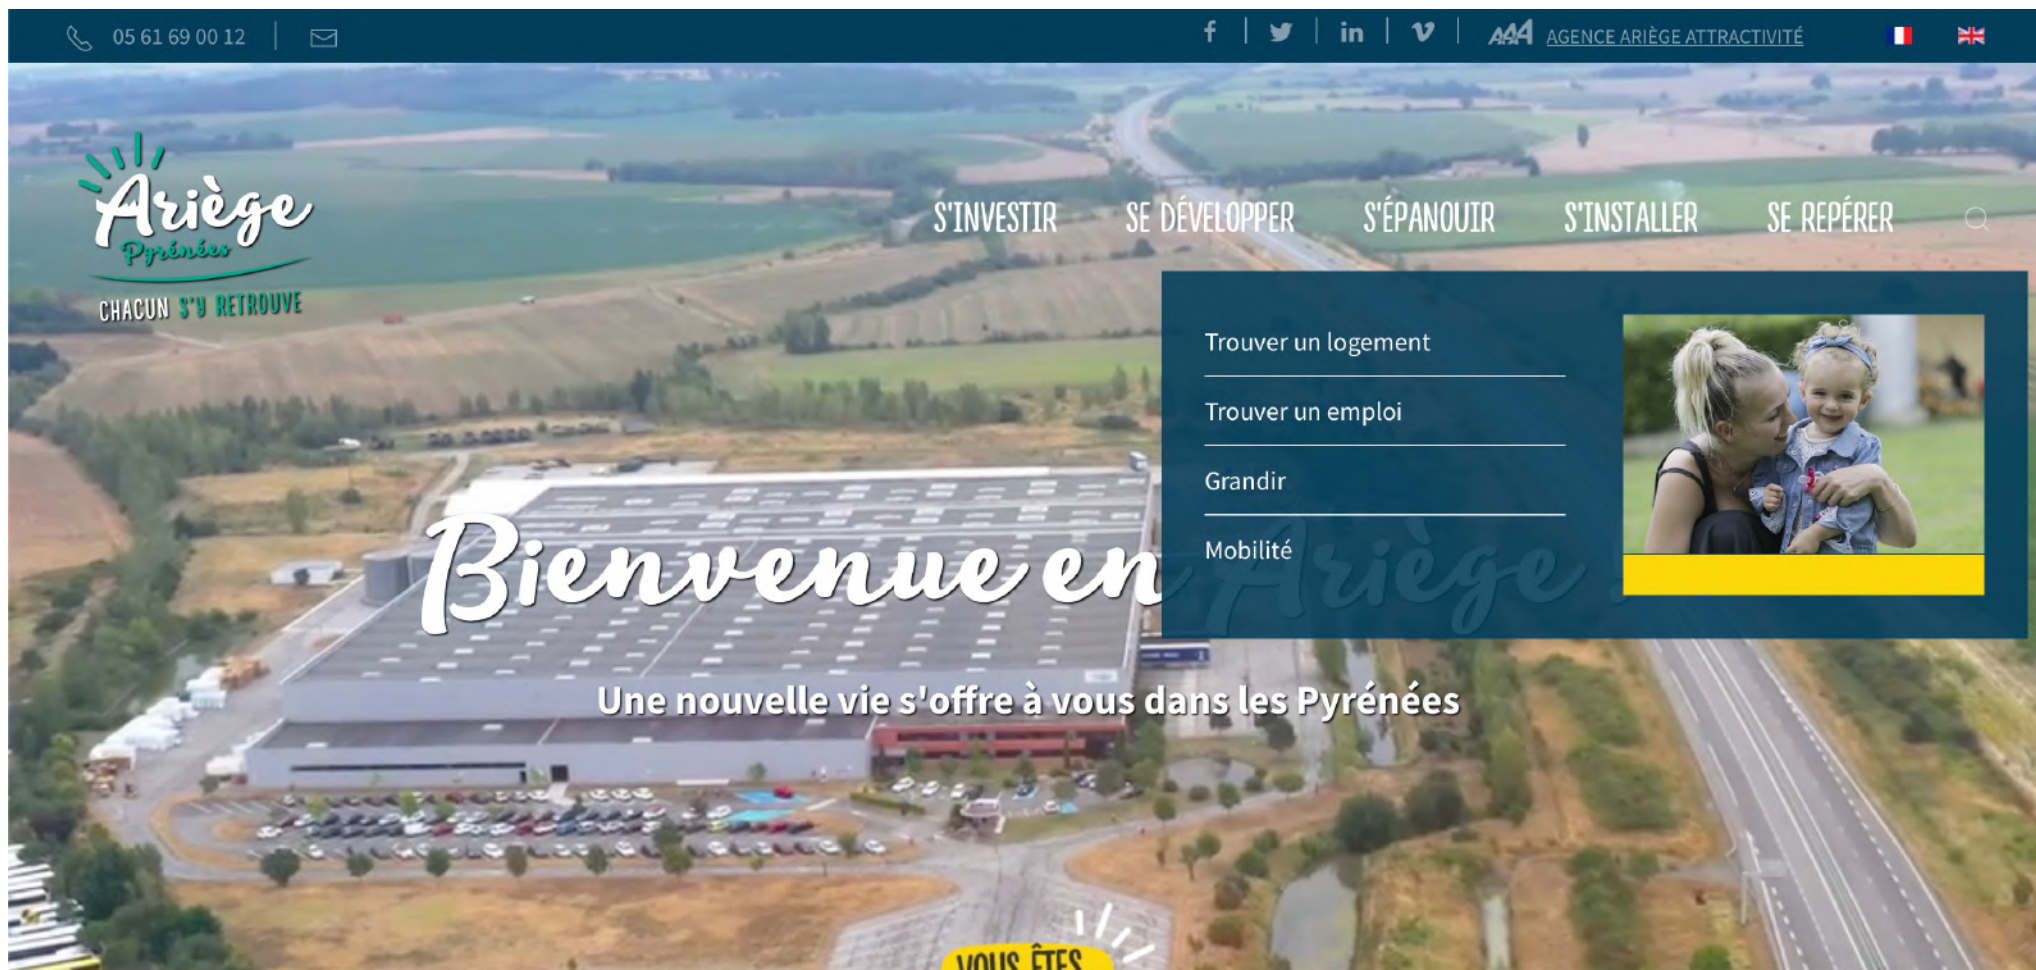 05 61 69 00 12
AGENCE ARIÈGE ATTRACTIVITÉ
Ariège
Pyrénées
CHACUN S'Y RETROUVE
S'INVESTIR SE DÉVELOPPER S'ÉPANOUIR S'INSTALLER SE REPÉRER
Trouver un logement
Trouver un emploi
Grandir
Mobilité
Bienvenue en Ariège !
Une nouvelle vie s'offre à vous dans les Pyrénées
VOUS ÊTES